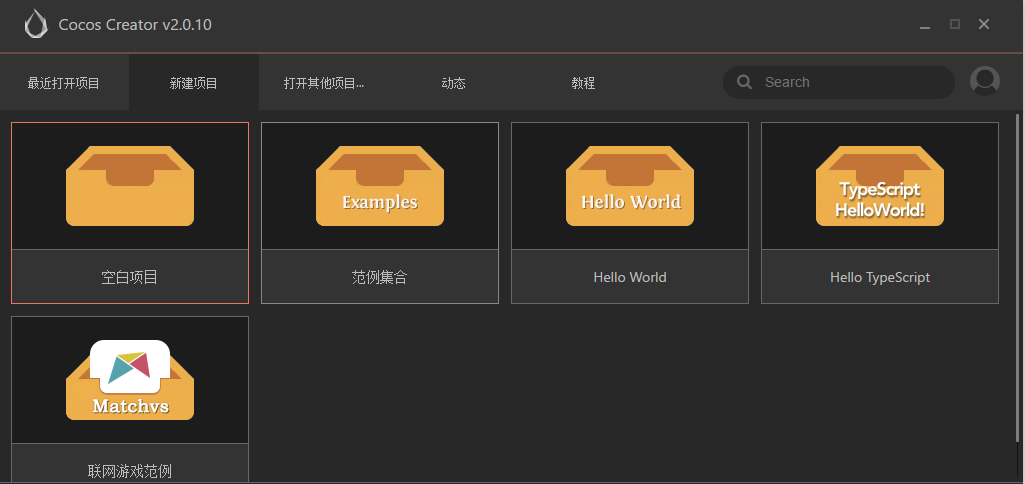 Cocos Creator v2.0.10
最近打开项目
新建项目
打开其他项目...
动态
教程
Search
Examples
Hello World
TypeScript
HelloWorld!
空白项目
范例集合
Hello World
Hello TypeScript
Matchvs
联网游戏范例